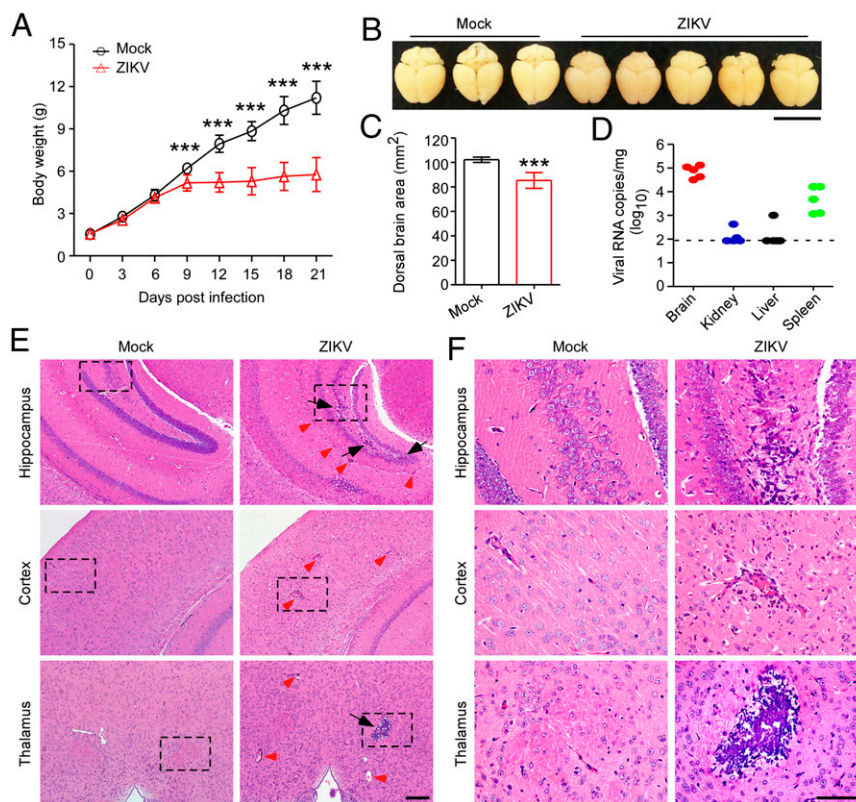 A
Mock
ZIKV
Body weight (g)
15
12
9
6
3
0
***
***
***
***
***
0 3 6 9 12 15 18 21
Days post infection
B
Mock ZIKV
C
Dorsal brain area (mm2)
120
100
80
60
40
20
0
***
Mock
ZIKV
D
Viral RNA copies/mg
(log10)
6
5
4
3
2
1
0
Brain
Kidney
Liver
Spleen
E
Mock ZIKV
Hippocampus
Cortex
Thalamus
F
Mock ZIKV
Hippocampus
Cortex
Thalamus